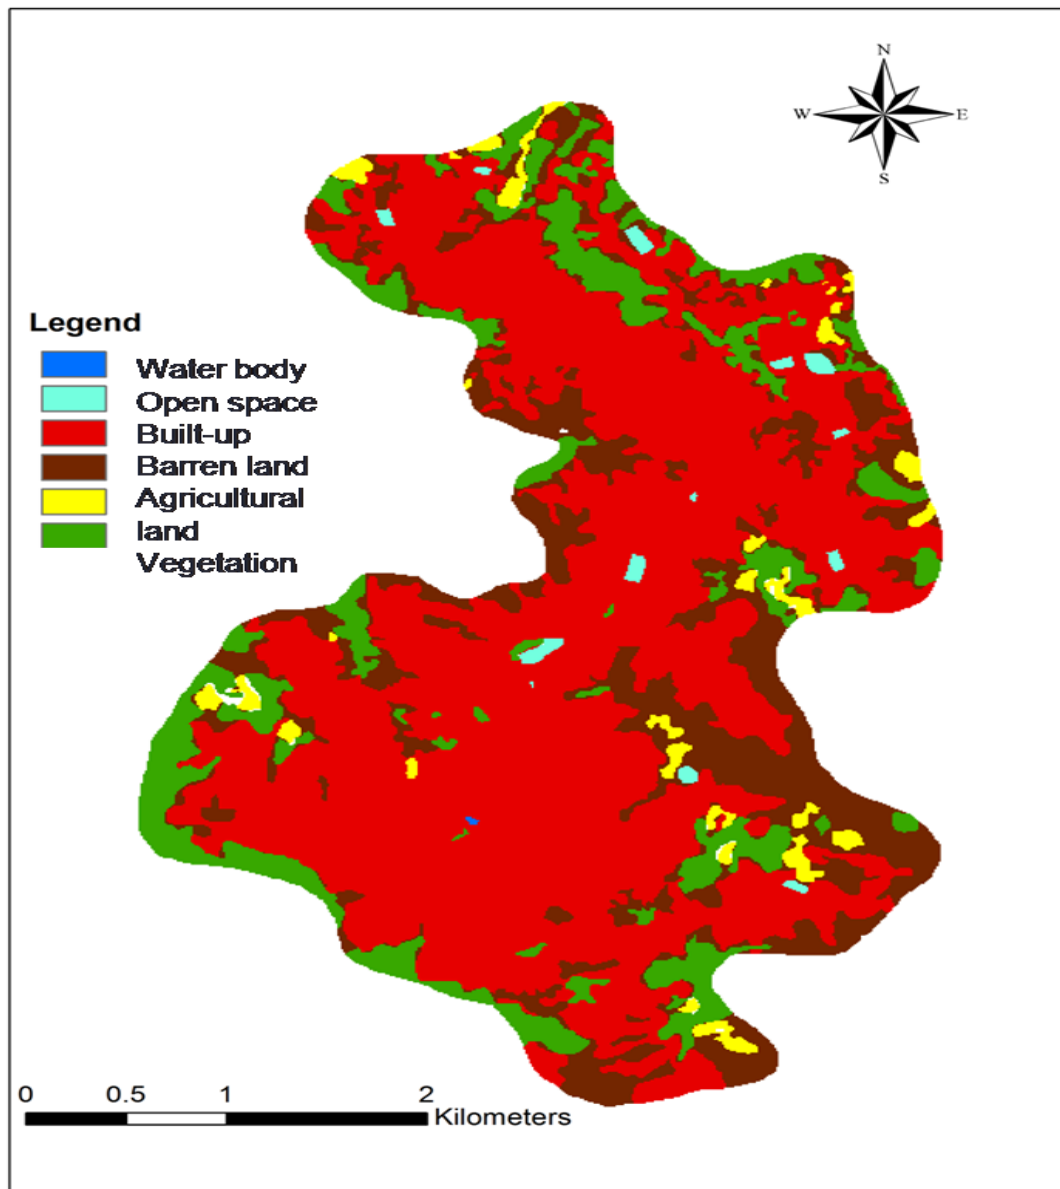 N
W E
S
Legend
Water body
Open space
Built-up
Barren land
Agricultural
land
Vegetation
0 0.5 1 2
Kilometers